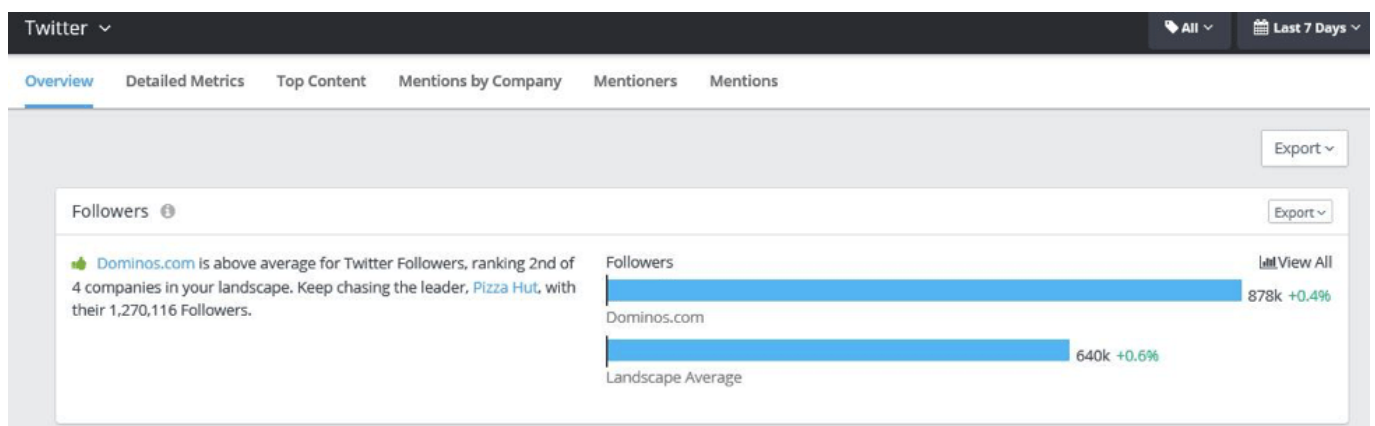 Twitter
All
Last 7 Days
Overview Detailed Metrics Top Content Mentions by Company Mentioners Mentions
Export
Followers
Export
Dominos.com is above average for Twitter Followers, ranking 2nd of
4 companies in your landscape. Keep chasing the leader, Pizza Hut, with
their 1,270,116 Followers.
Followers
View All
878k +0.4%
Dominos.com
640k +0.6%
Landscape Average